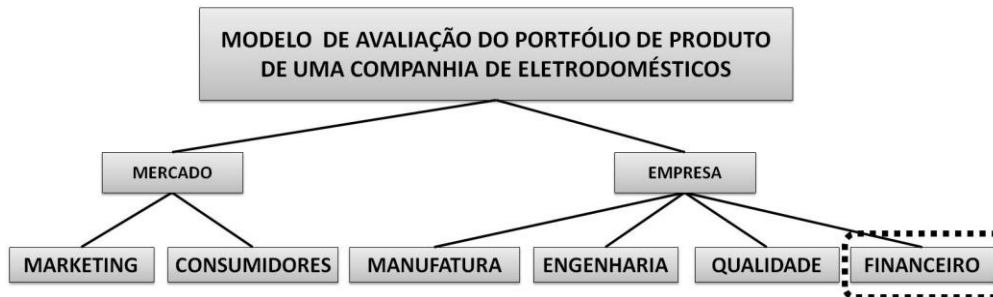 MODELO DE AVALIAÇÃO DO PORTFÓLIO DE PRODUTO
DE UMA COMPANHIA DE ELETRODOMÉSTICOS
MERCADO
EMPRESA
MARKETING
CONSUMIDORES
MANUFATURA
ENGENHARIA
QUALIDADE
FINANCEIRO